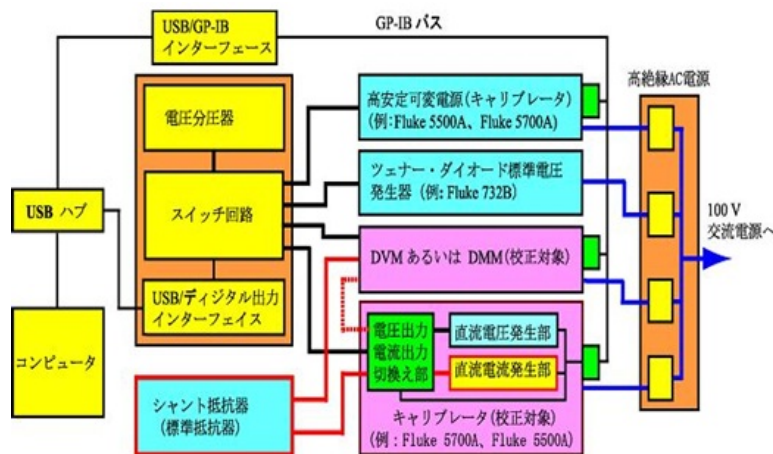 USB/GP-IB
インターフェース
GP-IB バス
高絶縁AC電源
電圧分圧器
高安定可変電源(キャリブレータ)
(例:Fluke 5500A、Fluke 5700A)
ツェナー・ダイオード標準電圧
発生器 (例: Fluke 732B)
USB ハブ
スイッチ回路
100 V
交流電源へ
DVM あるいは DMM(校正対象)
USB/ディジタル出力
インターフェイス
コンピュータ
電圧出力
電流出力
切換え部
直流電圧発生部
直流電流発生部
シャント抵抗器
(標準抵抗器)
キャリブレータ(校正対象)
(例：Fluke 5700A、Fluke 5500A)